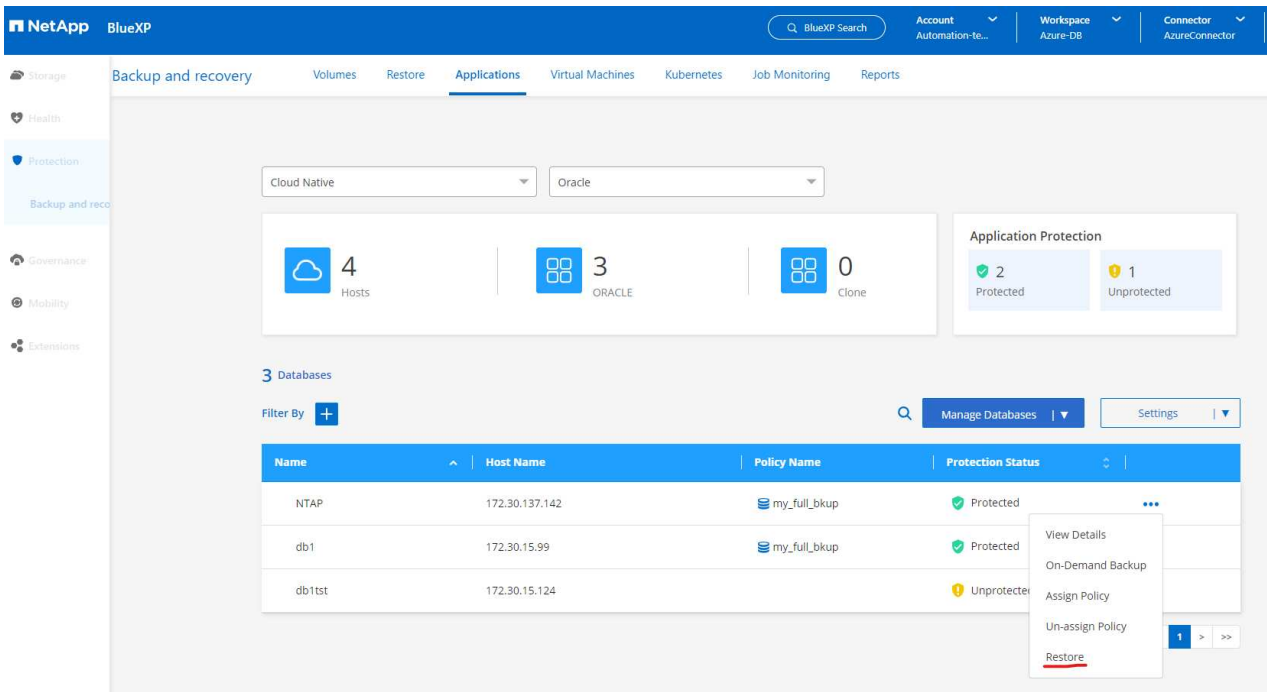 NetApp BlueXP
BlueXP Search
Account
Automation-te...
Workspace
Azure-DB
Connector
AzureConnector
Storage
Health
Protection
Backup and reco
Governance
Mobility
Extensions
Backup and recovery Volumes Restore Applications Virtual Machines Kubernetes Job Monitoring Reports
Cloud Native Oracle
4
Hosts
3
ORACLE
0
Clone
Application Protection
2
Protected
1
Unprotected
3 Databases
Filter By +
Manage Databases | ▼
Settings | ▼
Name Host Name Policy Name Protection Status
NTAP 172.30.137.142 my_full_bkup Protected •••
db1 172.30.15.99 my_full_bkup Protected
db1tst 172.30.15.124 Unprotected
View Details
On-Demand Backup
Assign Policy
Un-assign Policy
Restore
1 > >>